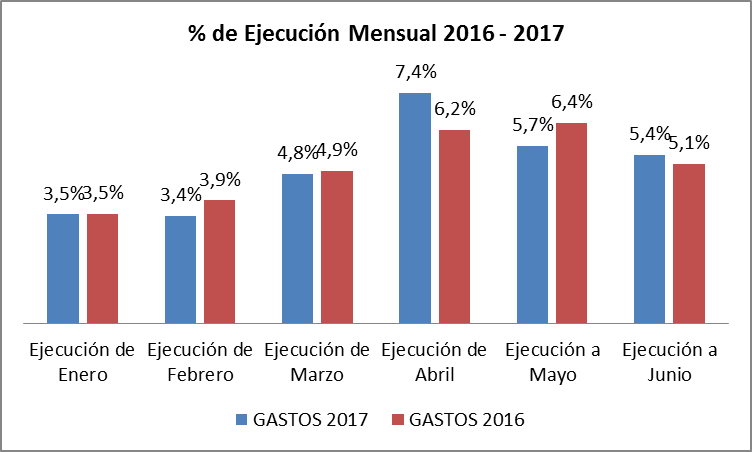 % de Ejecución Mensual 2016 - 2017
3,5% 3,5%
3,4% 3,9%
4,8% 4,9%
7,4% 6,2%
5,7% 6,4%
5,4% 5,1%
Ejecución de
Enero
Ejecución de
Febrero
Ejecución de
Marzo
Ejecución de
Abril
Ejecución a
Mayo
Ejecución a
Junio
GASTOS 2017 GASTOS 2016